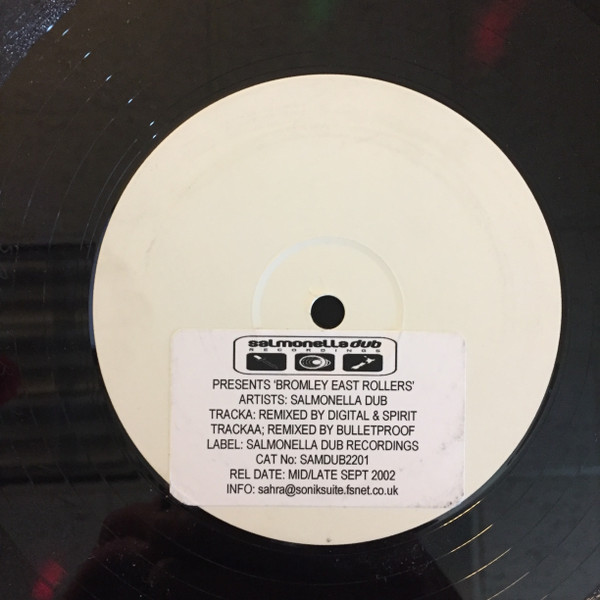 salmonella dub
RECORDINGS
PRESENTS 'BROMLEY EAST ROLLERS'
ARTISTS: SALMONELLA DUB
TRACKA: REMIXED BY DIGITAL & SPIRIT
TRACKAA; REMIXED BY BULLETPROOF
LABEL: SALMONELLA DUB RECORDINGS
CAT No: SAMDUB2201
REL DATE: MID/LATE SEPT 2002
INFO: sahra@soniksuite.fsnet.co.uk